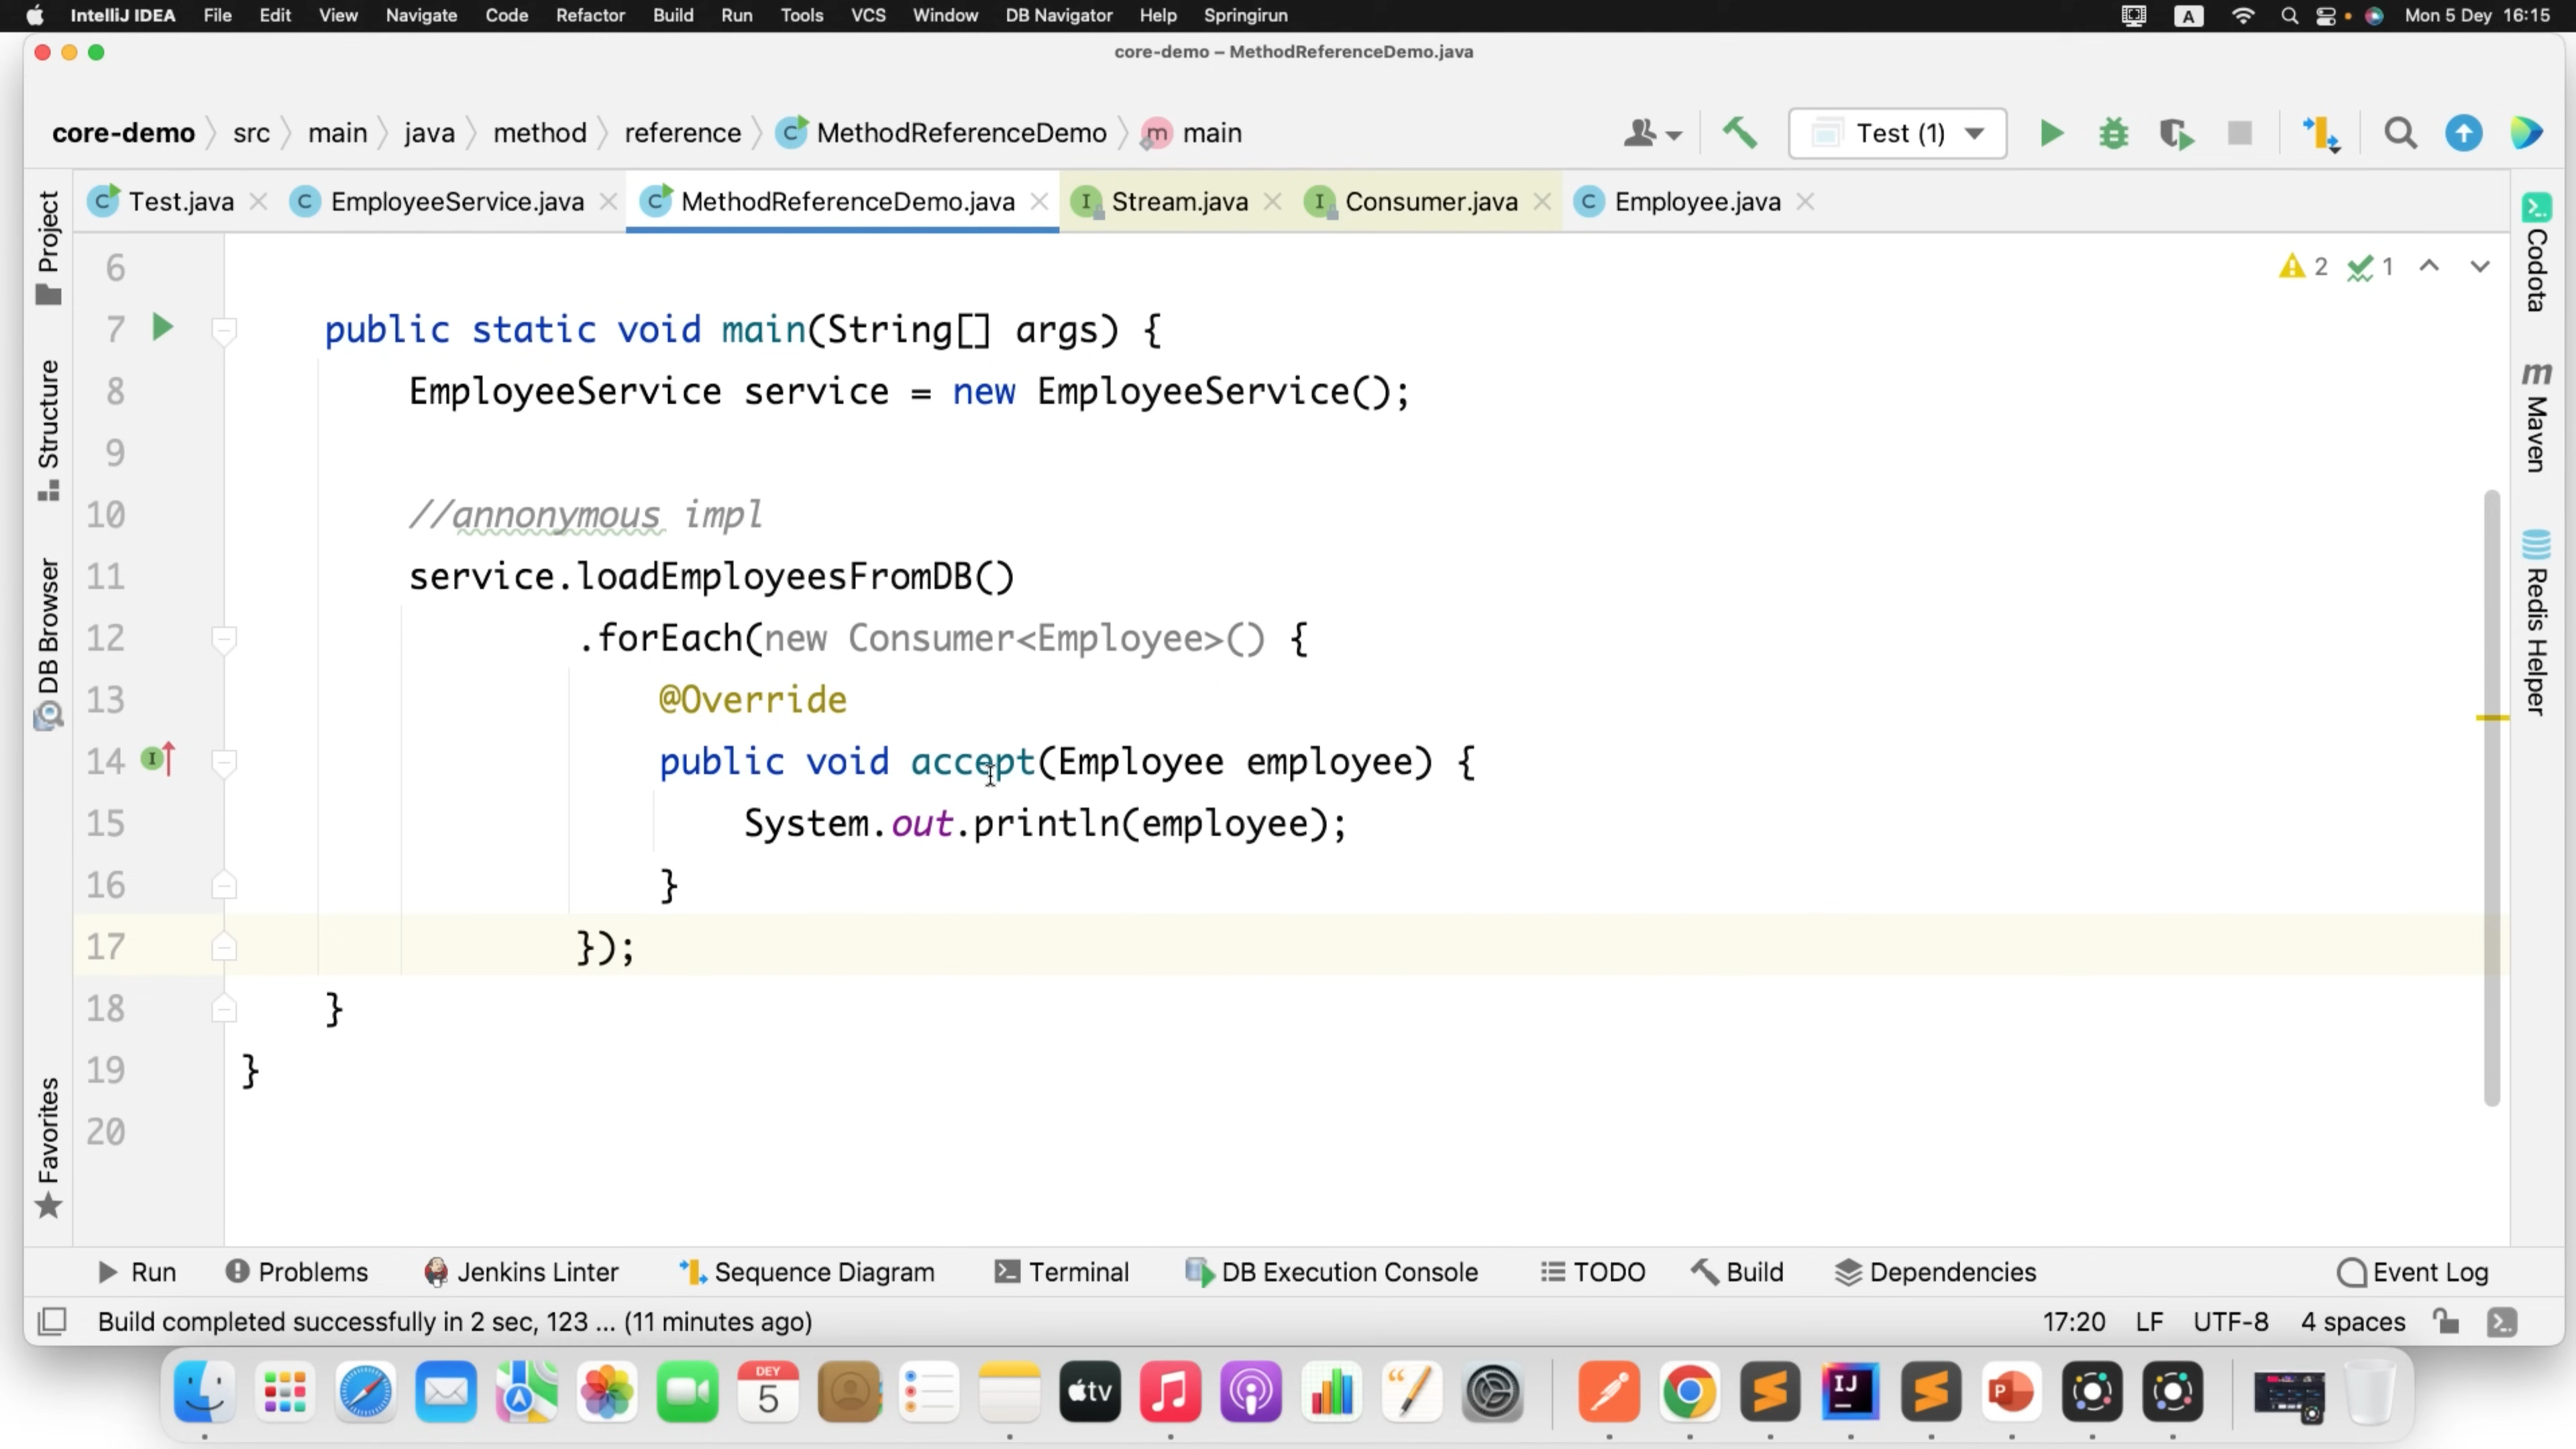 IntelliJ IDEA File Edit View Navigate Code Refactor Build Run Tools VCS Window DB Navigator Help Springirun A Mon 5 Dey 16:15
core-demo – MethodReferenceDemo.java
core-demo src main java method reference C MethodReferenceDemo m main Test (1)
C Test.java C EmployeeService.java C MethodReferenceDemo.java I Stream.java I Consumer.java C Employee.java
Project
Structure
DB Browser
Favorites
6
2 1
7 public static void main(String[] args) {
8 EmployeeService service = new EmployeeService();
9
10 //annonymous impl
11 service.loadEmployeesFromDB()
12 .forEach(new Consumer<Employee>() {
13 @Override
14 I public void accept(Employee employee) {
15 System.out.println(employee);
16 }
17 });
18 }
19 }
20
Codota
m Maven
Redis Helper
Run Problems Jenkins Linter Sequence Diagram Terminal DB Execution Console TODO Build Dependencies Event Log
Build completed successfully in 2 sec, 123 ... (11 minutes ago) 17:20 LF UTF-8 4 spaces
DEY
5
tv
IJ
P